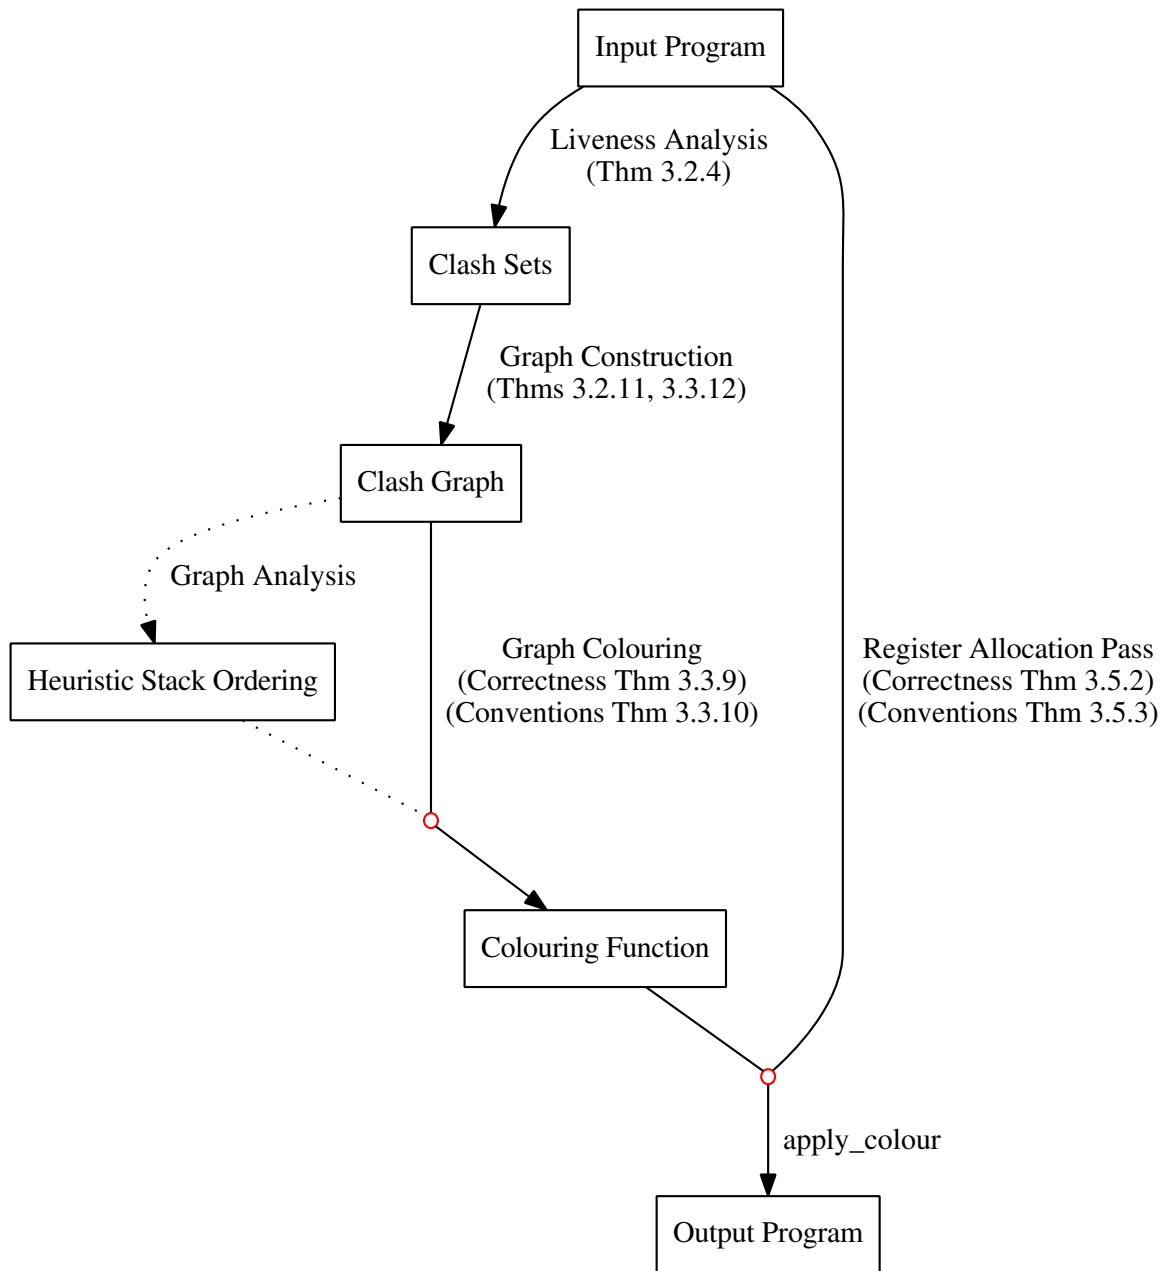 Input Program
Liveness Analysis
(Thm 3.2.4)
Clash Sets
Graph Construction
(Thms 3.2.11, 3.3.12)
Clash Graph
Graph Analysis
Heuristic Stack Ordering
Graph Colouring
(Correctness Thm 3.3.9)
(Conventions Thm 3.3.10)
Register Allocation Pass
(Correctness Thm 3.5.2)
(Conventions Thm 3.5.3)
Colouring Function
apply_colour
Output Program